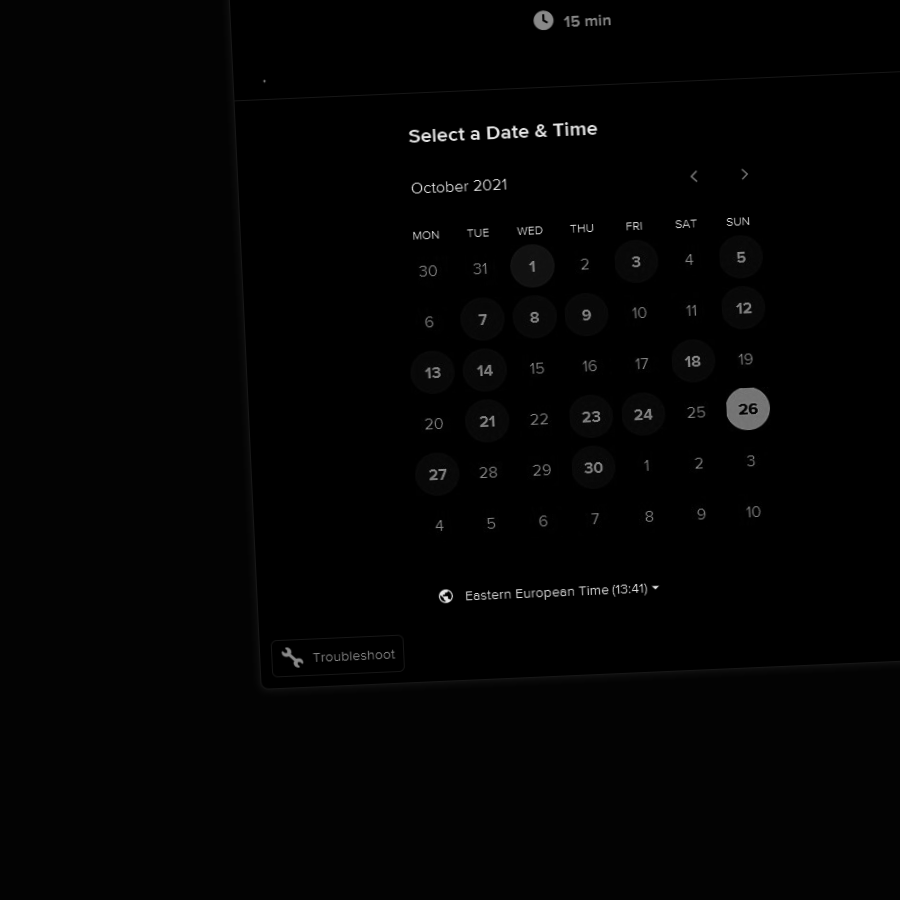 15 min
Select a Date & Time
October 2021
MON TUE WED THU FRI SAT SUN
30 31 1 2 3 4 5
6 7 8 9 10 11 12
13 14 15 16 17 18 19
20 21 22 23 24 25 26
27 28 29 30 1 2 3
4 5 6 7 8 9 10
Eastern European Time (13:41)
Troubleshoot